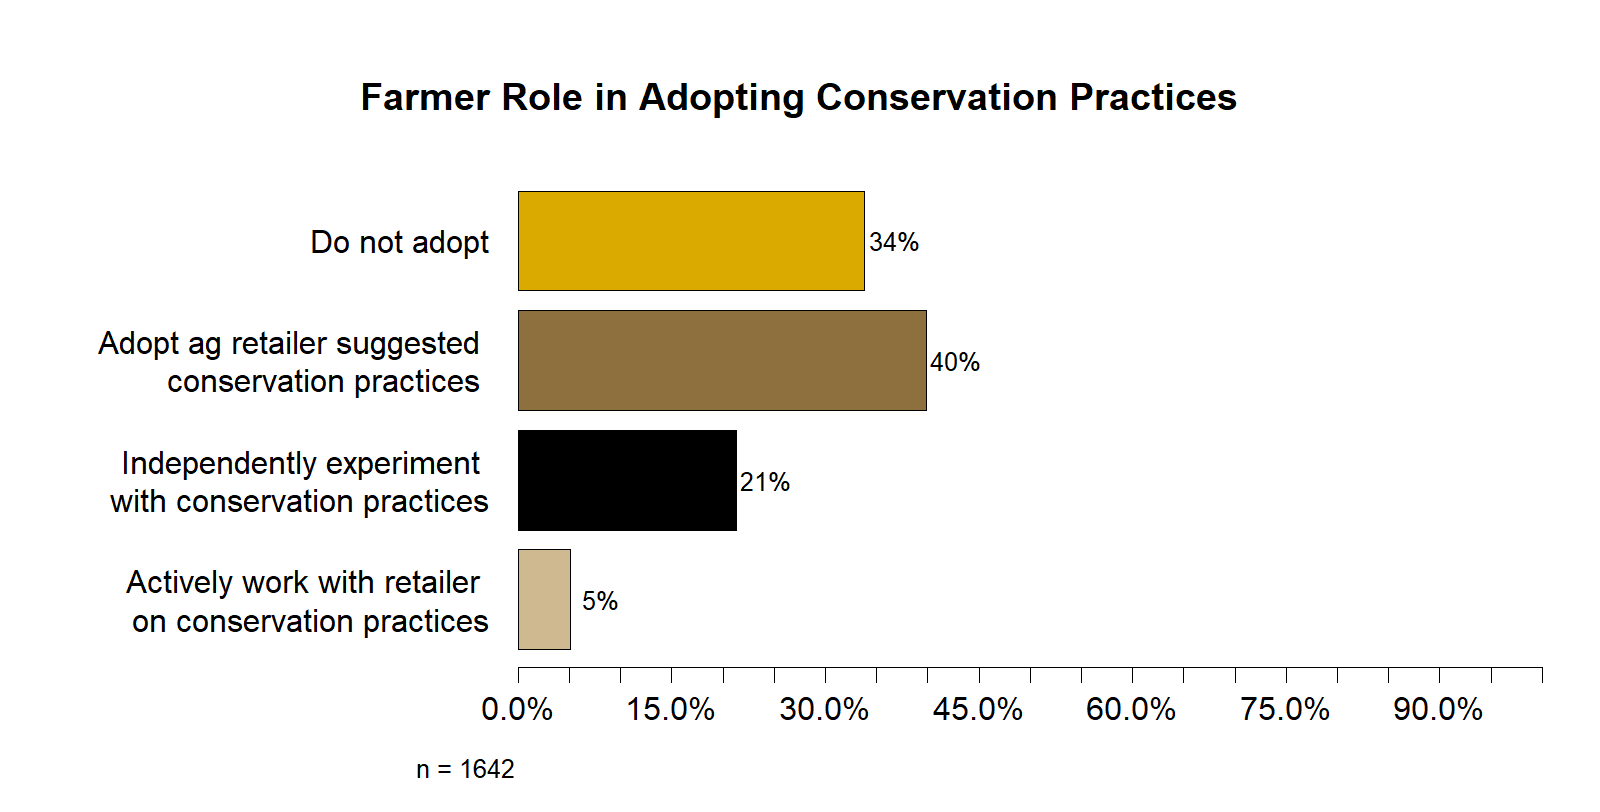 Farmer Role in Adopting Conservation Practices
Do not adopt
34%
Adopt ag retailer suggested
conservation practices
40%
Independently experiment
with conservation practices
21%
Actively work with retailer
on conservation practices
5%
0.0% 15.0% 30.0% 45.0% 60.0% 75.0% 90.0%
n = 1642